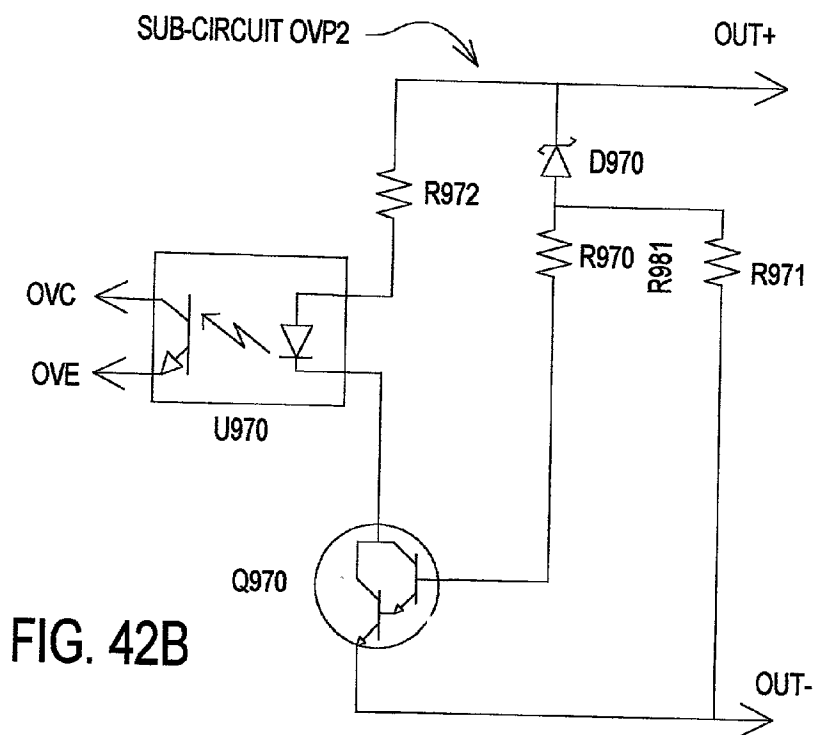 SUB-CIRCUIT OVP2
OUT+
D970
R972
R970
R981
R971
OVC
OVE
U970
Q970
FIG. 42B
OUT-